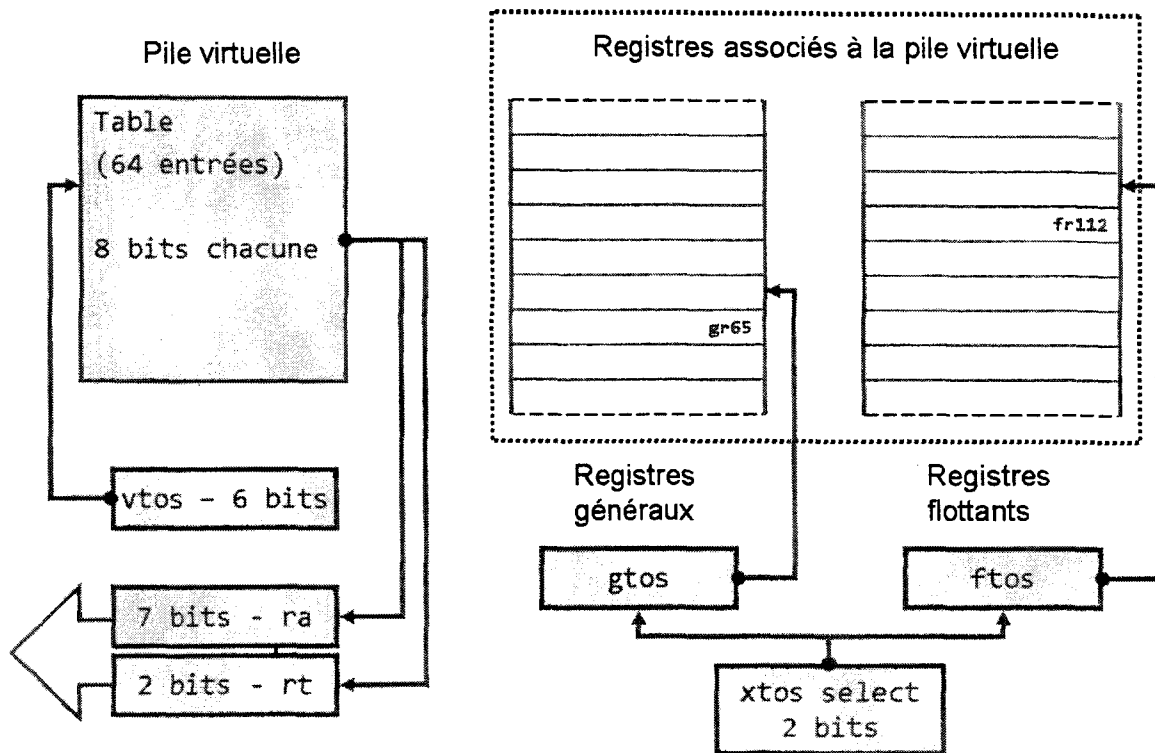 Pile virtuelle
Table
(64 entrées)
8 bits chacune
vtos – 6 bits
7 bits - ra
2 bits - rt
Registres associés à la pile virtuelle
fr112
gr65
Registres
généraux
Registres
flottants
gtos
ftos
xtos select
2 bits